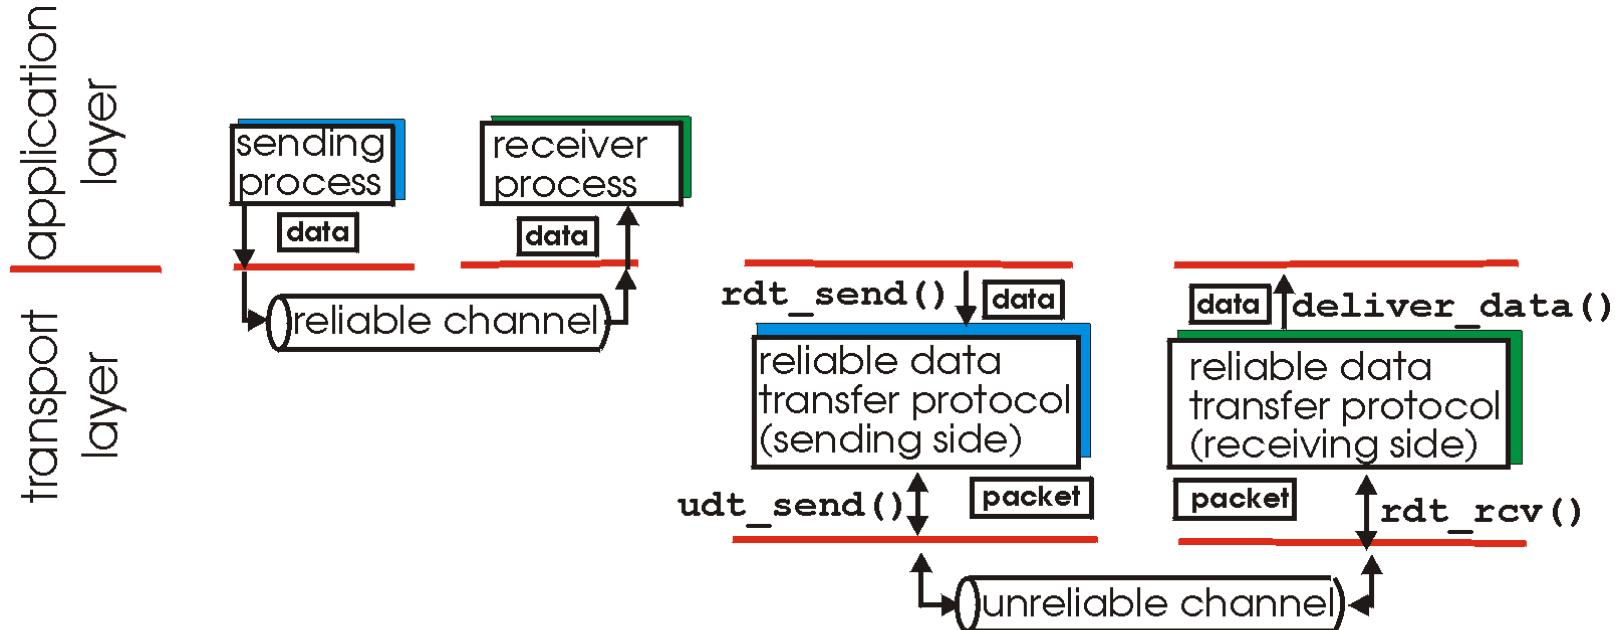 application
layer
transport
layer
sending
process
data
receiver
process
data
reliable channel
rdt_send()
data
reliable data
transfer protocol
(sending side)
udt_send()
packet
data
deliver_data()
reliable data
transfer protocol
(receiving side)
packet
rdt_rcv()
unreliable channel